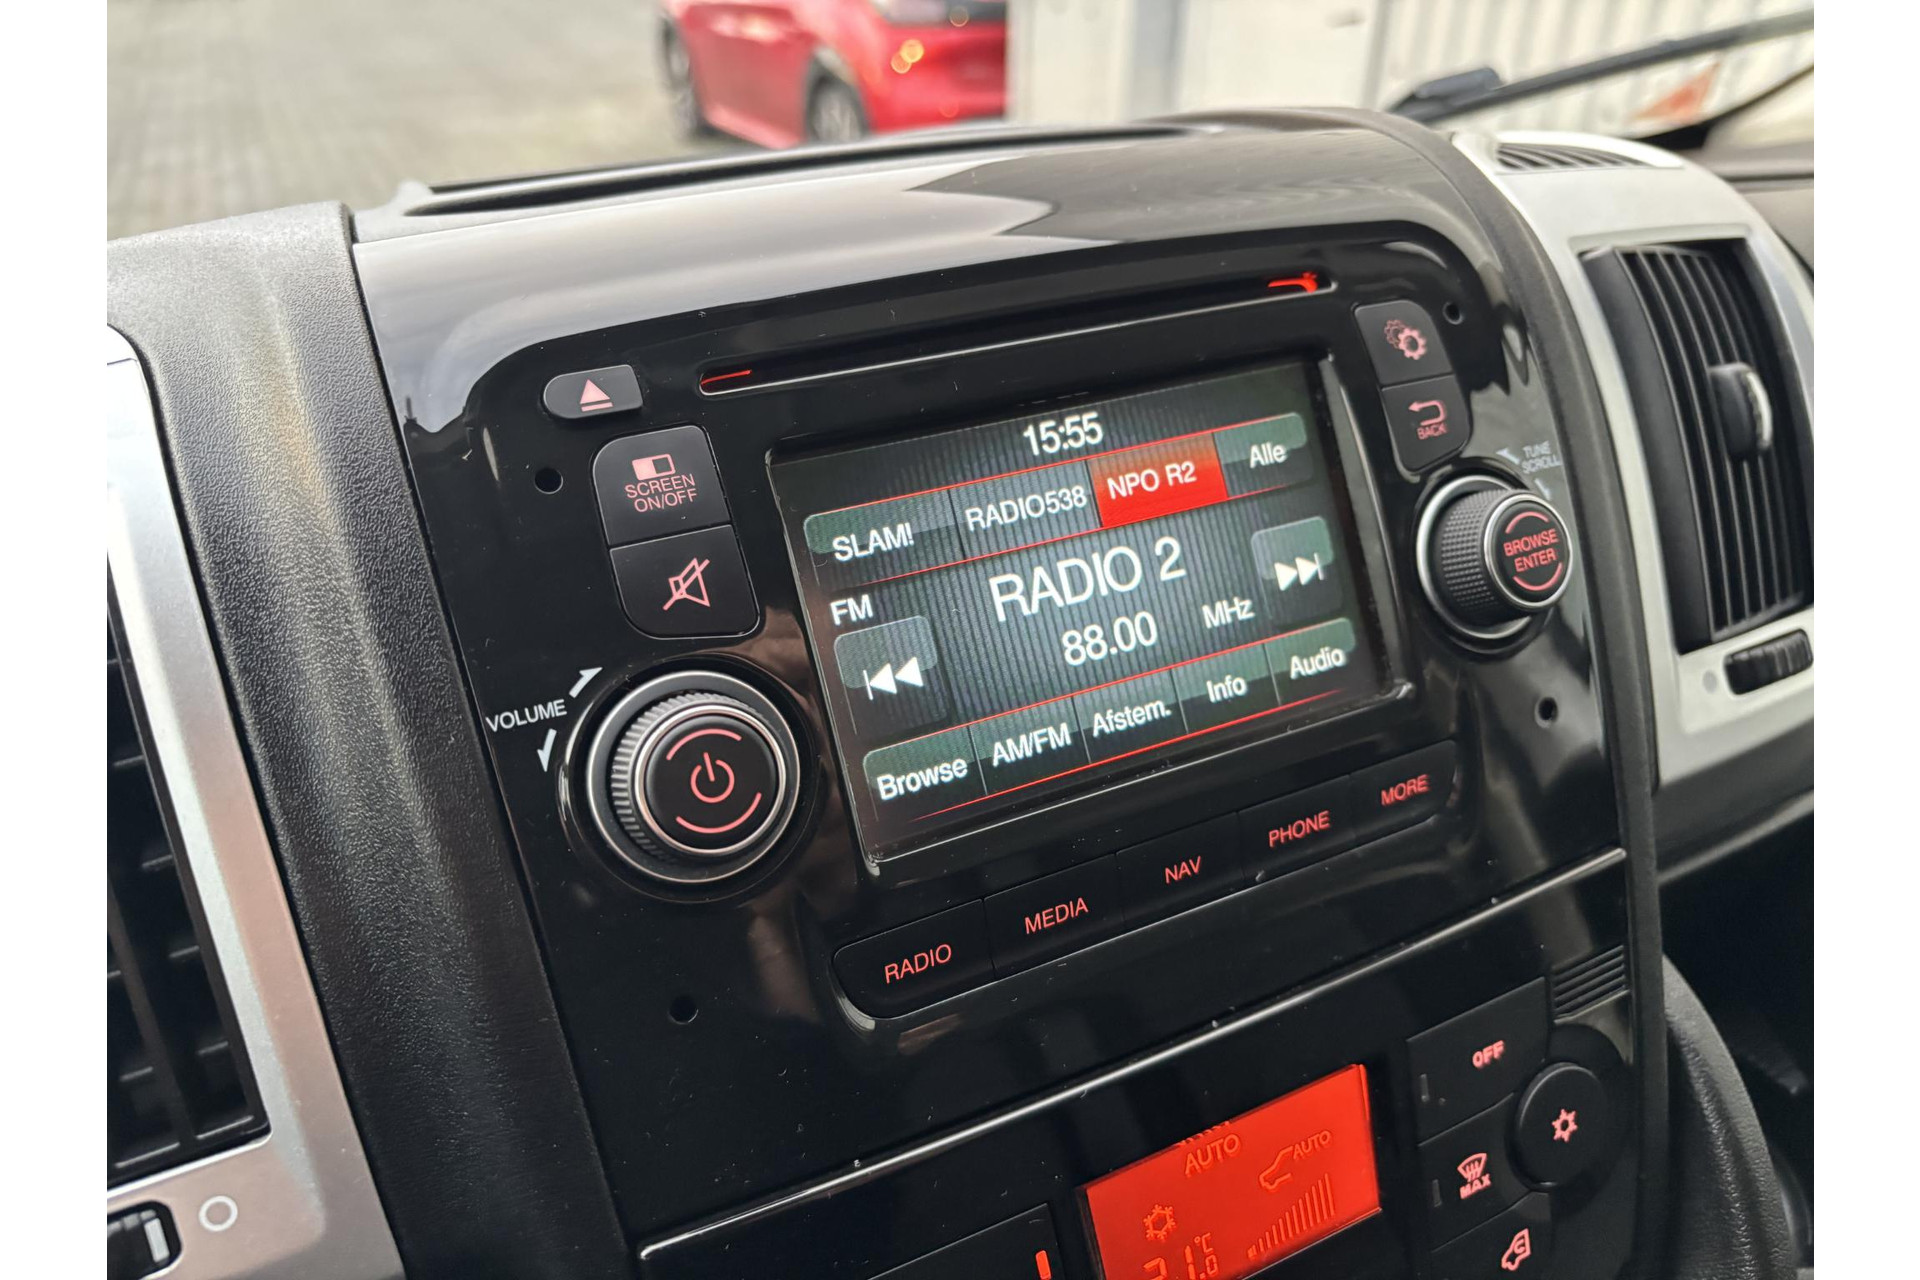 SCREEN
ON/OFF
VOLUME
15:55
SLAM!
RADIO538
NPO R2
Alle
FM
RADIO 2
88.00
MHz
Browse
AM/FM
Afstem.
Info
Audio
BACK
TUNE
SCROLL
BROWSE
ENTER
RADIO
MEDIA
NAV
PHONE
MORE
OFF
MAX
AUTO
AUTO
°C